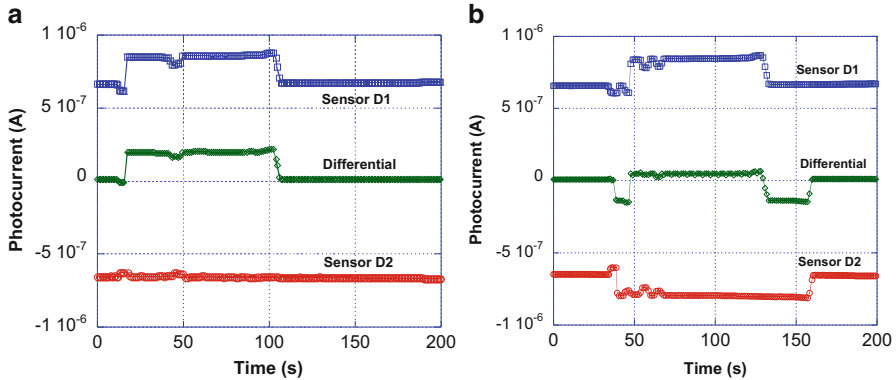 a
1 10⁻⁶
5 10⁻⁷
0
-5 10⁻⁷
-1 10⁻⁶
Photocurrent (A)
Sensor D1
Differential
Sensor D2
0 50 100 150 200
Time (s)
b
1 10⁻⁶
5 10⁻⁷
0
-5 10⁻⁷
-1 10⁻⁶
Photocurrent (A)
Sensor D1
Differential
Sensor D2
0 50 100 150 200
Time (s)